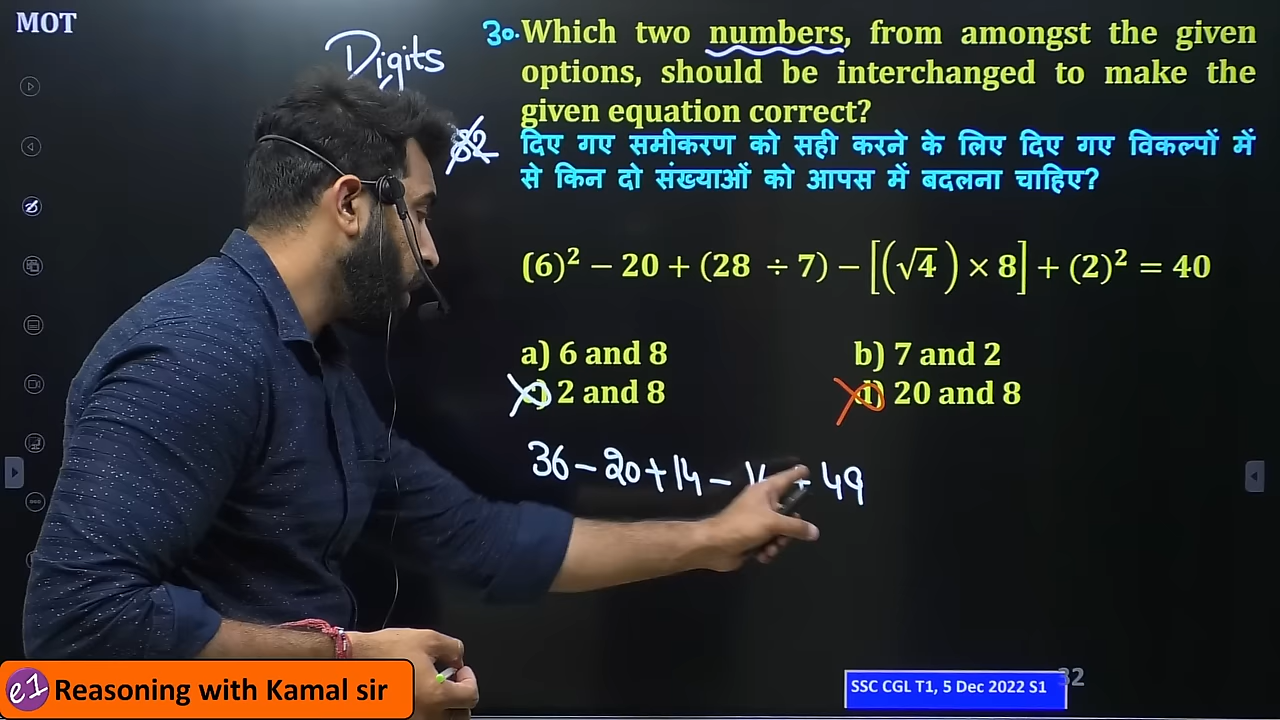 MOT
Digits
30. Which two numbers, from amongst the given
options, should be interchanged to make the
given equation correct?
82
दिए गए समीकरण को सही करने के लिए दिए गए विकल्पों में
से किन दो संख्याओं को आपस में बदलना चाहिए?
(6)² − 20 + (28 ÷ 7) − [(√4) × 8] + (2)² = 40
a) 6 and 8
b) 7 and 2
c) 2 and 8
d) 20 and 8
36 − 20 + 14 − + 49
e1 Reasoning with Kamal sir
SSC CGL T1, 5 Dec 2022 S1
32